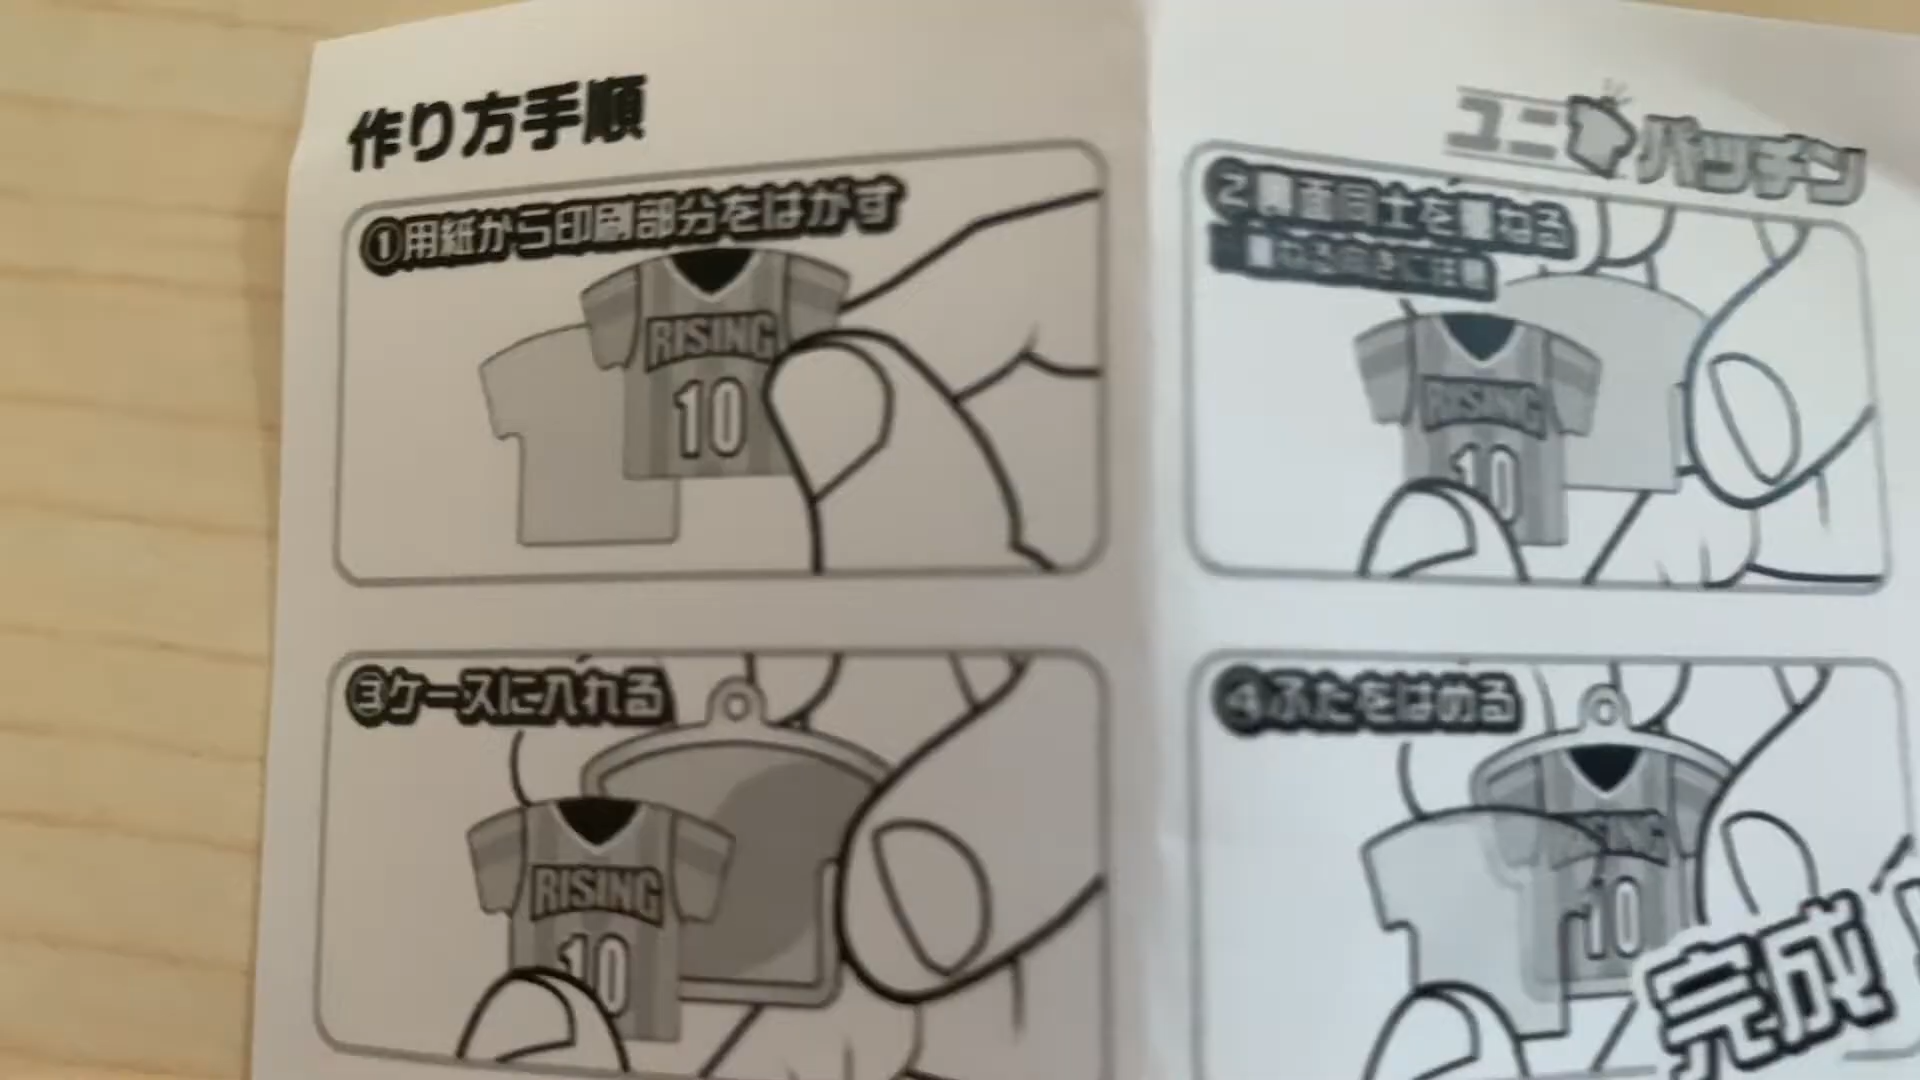 作り方手順
ユニ パッチン
①用紙から印刷部分をはがす
RISING
10
②裏面同士を重ねる
重ねる向きに注意
RISING
10
③ケースに入れる
RISING
10
④ふたをはめる
RISING
10
完成